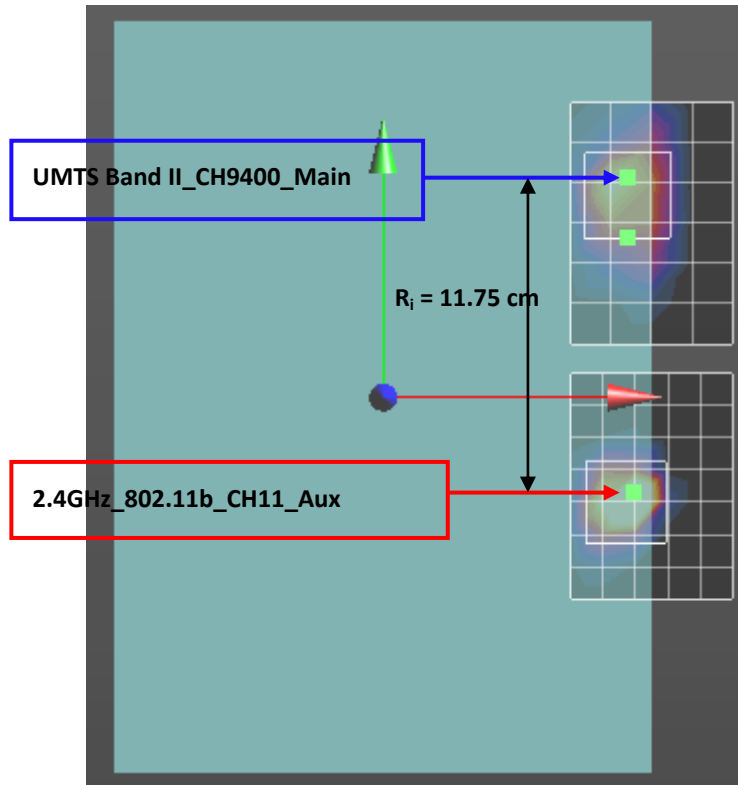 UMTS Band II_CH9400_Main
Rᵢ = 11.75 cm
2.4GHz_802.11b_CH11_Aux